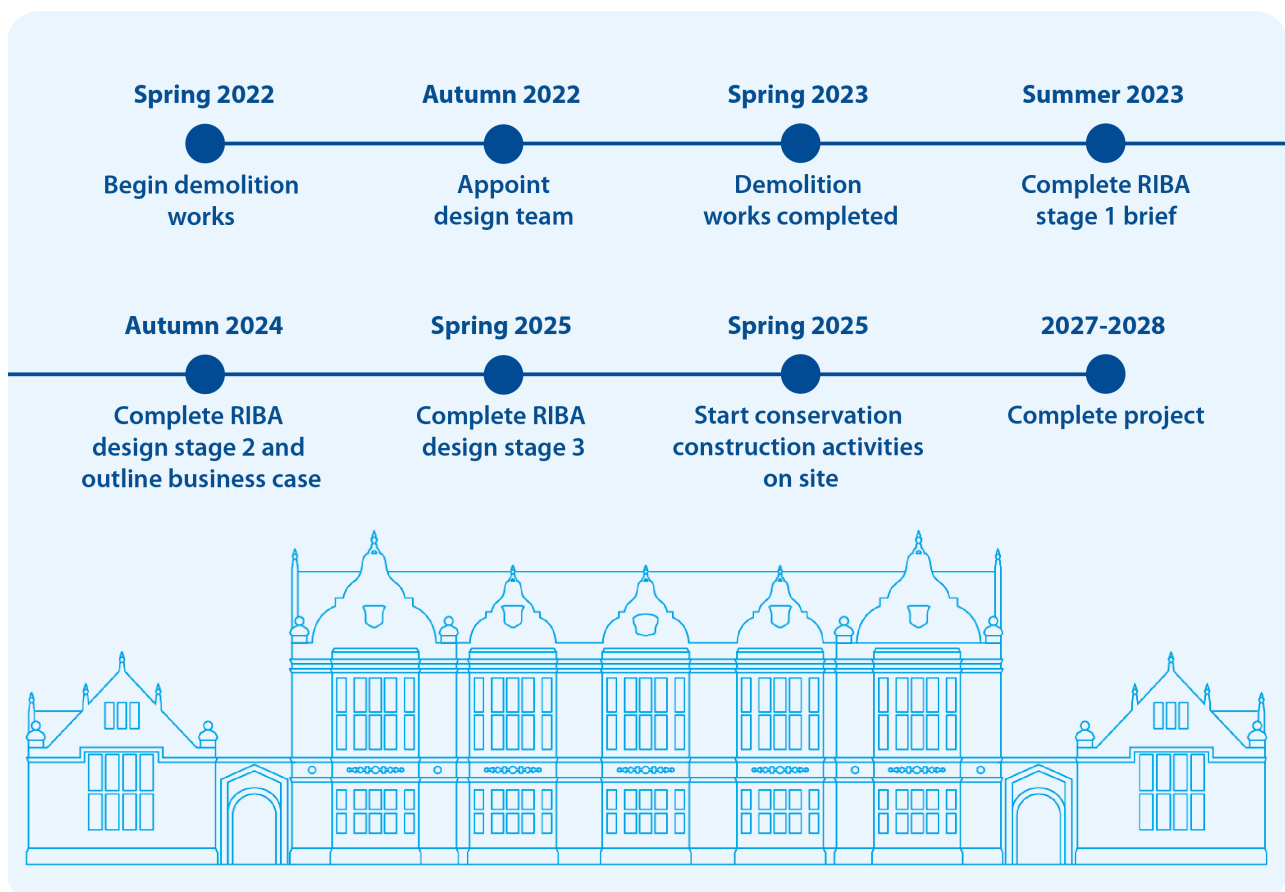 Spring 2022
Begin demolition
works
Autumn 2022
Appoint
design team
Spring 2023
Demolition
works completed
Summer 2023
Complete RIBA
stage 1 brief
Autumn 2024
Complete RIBA
design stage 2 and
outline business case
Spring 2025
Complete RIBA
design stage 3
Spring 2025
Start conservation
construction activities
on site
2027-2028
Complete project